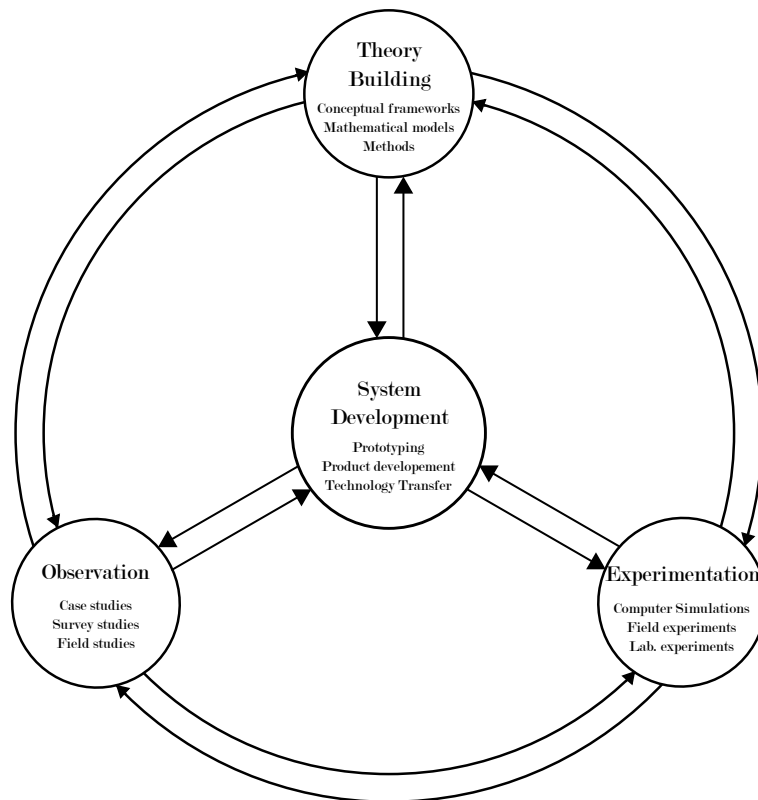 Theory
Building
Conceptual frameworks
Mathematical models
Methods
System
Development
Prototyping
Product developement
Technology Transfer
Observation
Case studies
Survey studies
Field studies
Experimentation
Computer Simulations
Field experiments
Lab. experiments